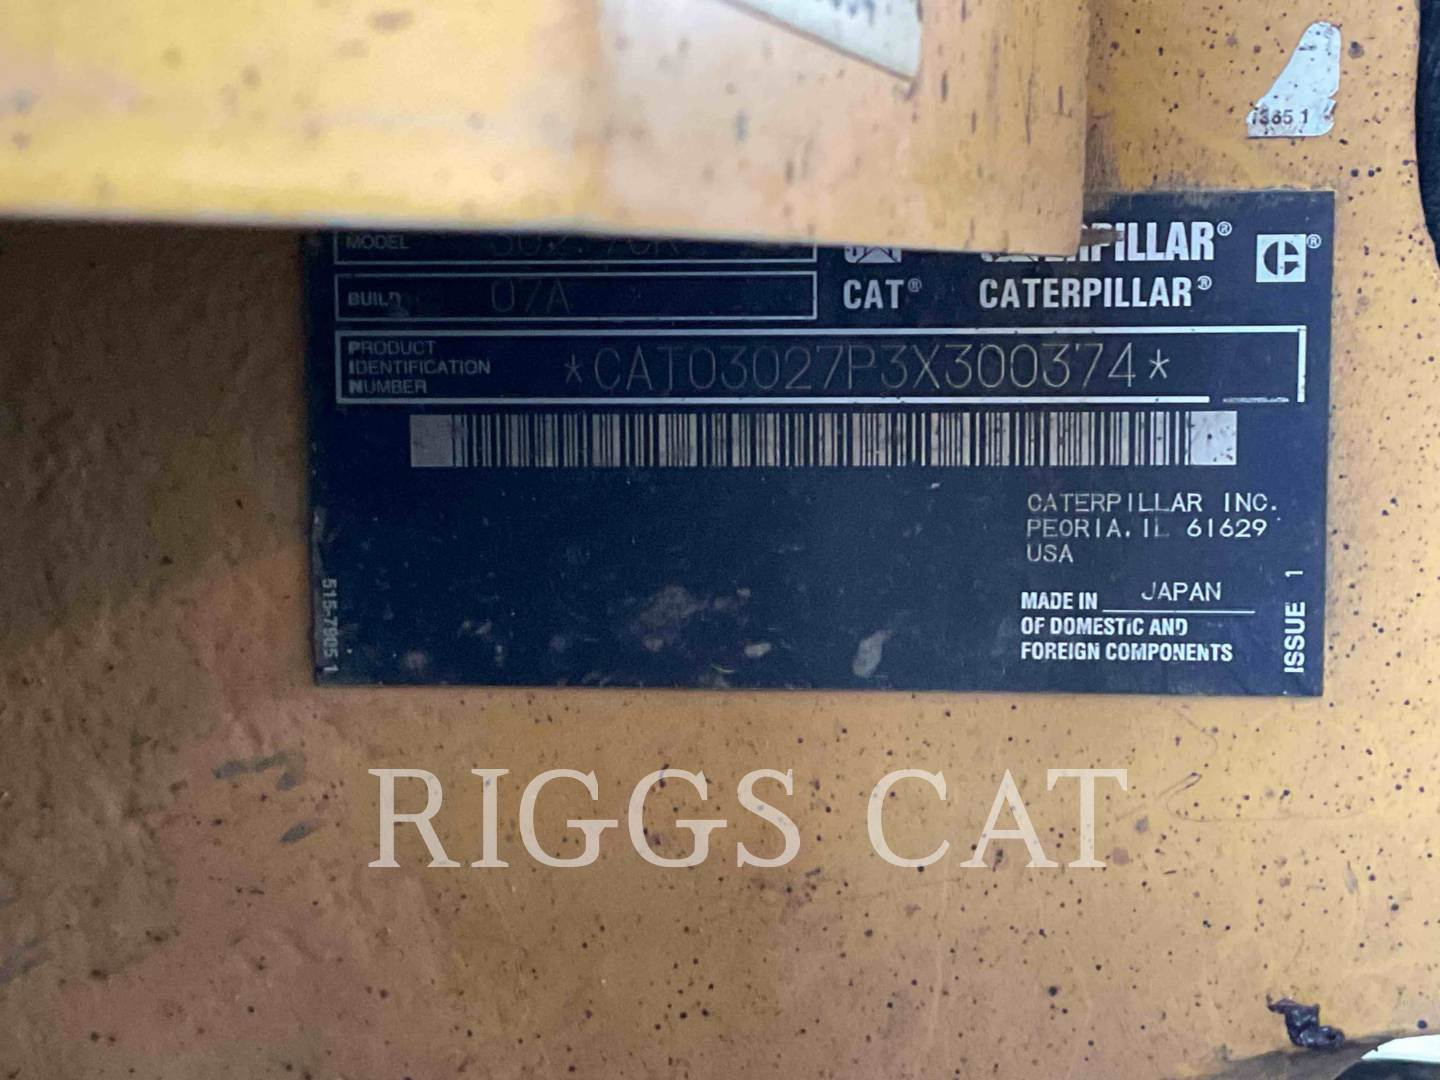 1365 1
MODEL
CATERPILLAR®
BUILD 07A
CAT® CATERPILLAR®
PRODUCT
IDENTIFICATION
NUMBER
*CAT03027P3X300374*
CATERPILLAR INC.
PEORIA, IL 61629
USA
MADE IN JAPAN
OF DOMESTIC AND
FOREIGN COMPONENTS
ISSUE 1
515-7905 1
RIGGS CAT